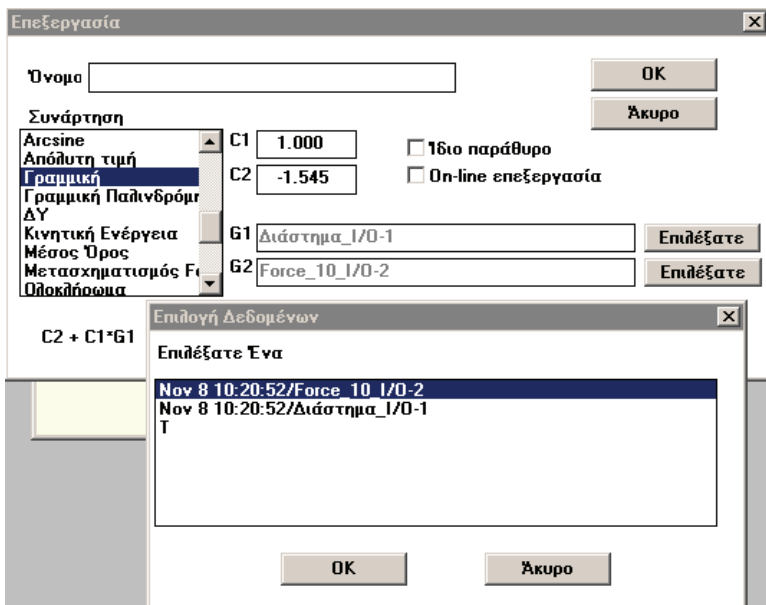 Επεξεργασία
Όνομα
OK
Άκυρο
Συνάρτηση
Arcsine
Απόλυτη τιμή
Γραμμική
Γραμμική Παλινδρόμη
ΔΥ
Κινητική Ενέργεια
Μέσος Όρος
Μετασχηματισμός Fo
Ολοκλήρωμα
C1 1.000
C2 -1.545
Ίδιο παράθυρο
On-line επεξεργασία
G1 Διάστημα_I/O-1 Επιλέξατε
G2 Force_10_I/O-2 Επιλέξατε
C2 + C1*G1
Επιλογή Δεδομένων
Επιλέξατε Ένα
Nov 8 10:20:52/Force_10_I/O-2
Nov 8 10:20:52/Διάστημα_I/O-1
T
OK Άκυρο